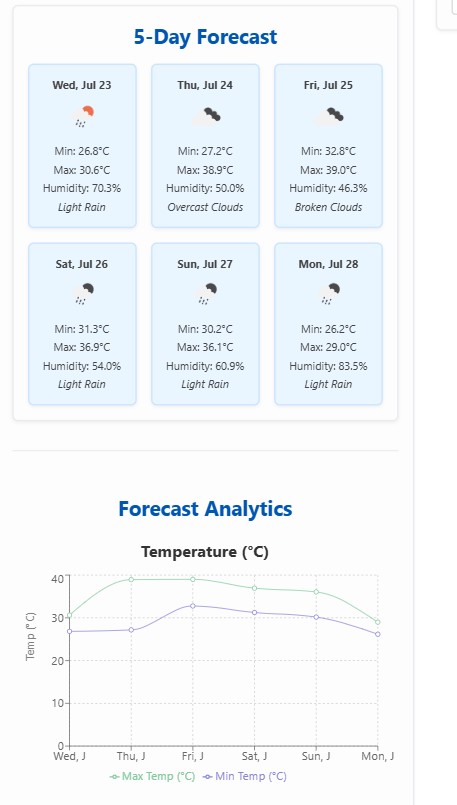 5-Day Forecast
Wed, Jul 23
Min: 26.8°C
Max: 30.6°C
Humidity: 70.3%
Light Rain
Thu, Jul 24
Min: 27.2°C
Max: 38.9°C
Humidity: 50.0%
Overcast Clouds
Fri, Jul 25
Min: 32.8°C
Max: 39.0°C
Humidity: 46.3%
Broken Clouds
Sat, Jul 26
Min: 31.3°C
Max: 36.9°C
Humidity: 54.0%
Light Rain
Sun, Jul 27
Min: 30.2°C
Max: 36.1°C
Humidity: 60.9%
Light Rain
Mon, Jul 28
Min: 26.2°C
Max: 29.0°C
Humidity: 83.5%
Light Rain
Forecast Analytics
Temperature (°C)
Temp (°C)
40
30
20
10
0
Wed, J Thu, J Fri, J Sat, J Sun, J Mon, J
Max Temp (°C) Min Temp (°C)